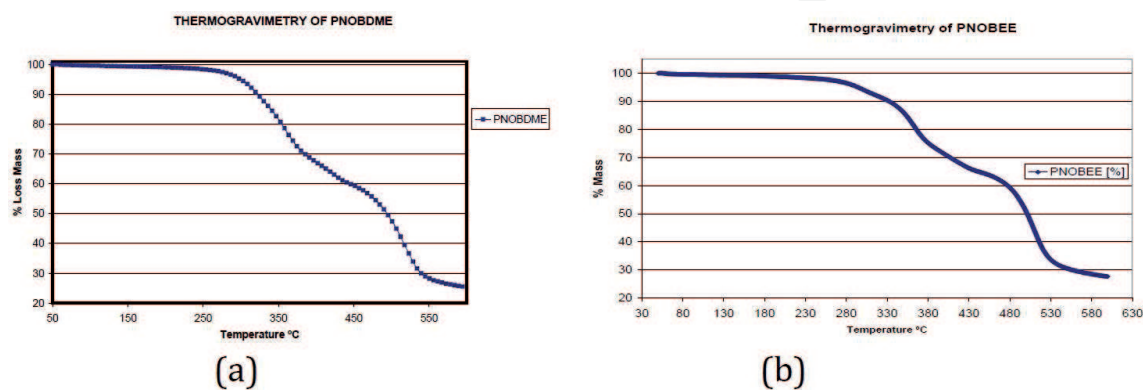 THERMOGRAVIMETRY OF PNOBDME
% Loss Mass
100
90
80
70
60
50
40
30
20
50 150 250 350 450 550
Temperature ºC
PNOBDME
(a)
Thermogravimetry of PNOBEE
% Mass
100
90
80
70
60
50
40
30
20
30 80 130 180 230 280 330 380 430 480 530 580 630
Temperature ºC
PNOBEE [%]
(b)